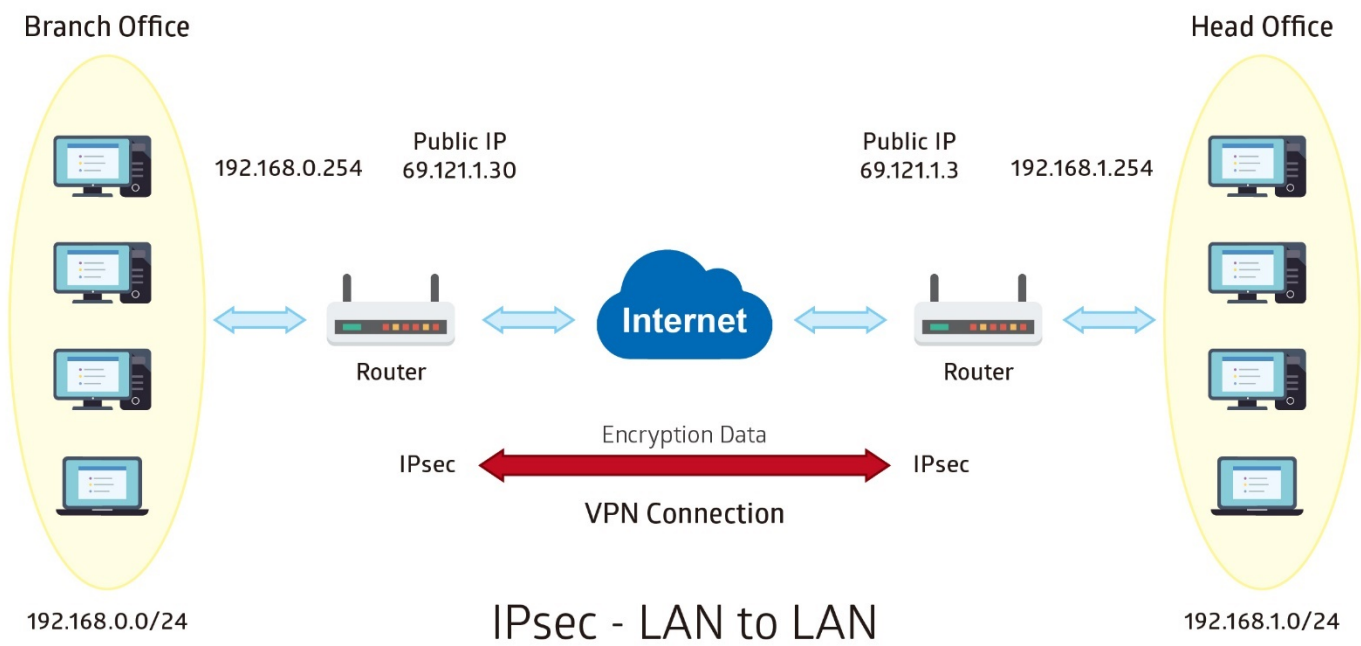 Branch Office
Head Office
192.168.0.254
Public IP
69.121.1.30
Public IP
69.121.1.3
192.168.1.254
Internet
Router
Router
Encryption Data
IPsec
IPsec
VPN Connection
192.168.0.0/24
IPsec - LAN to LAN
192.168.1.0/24